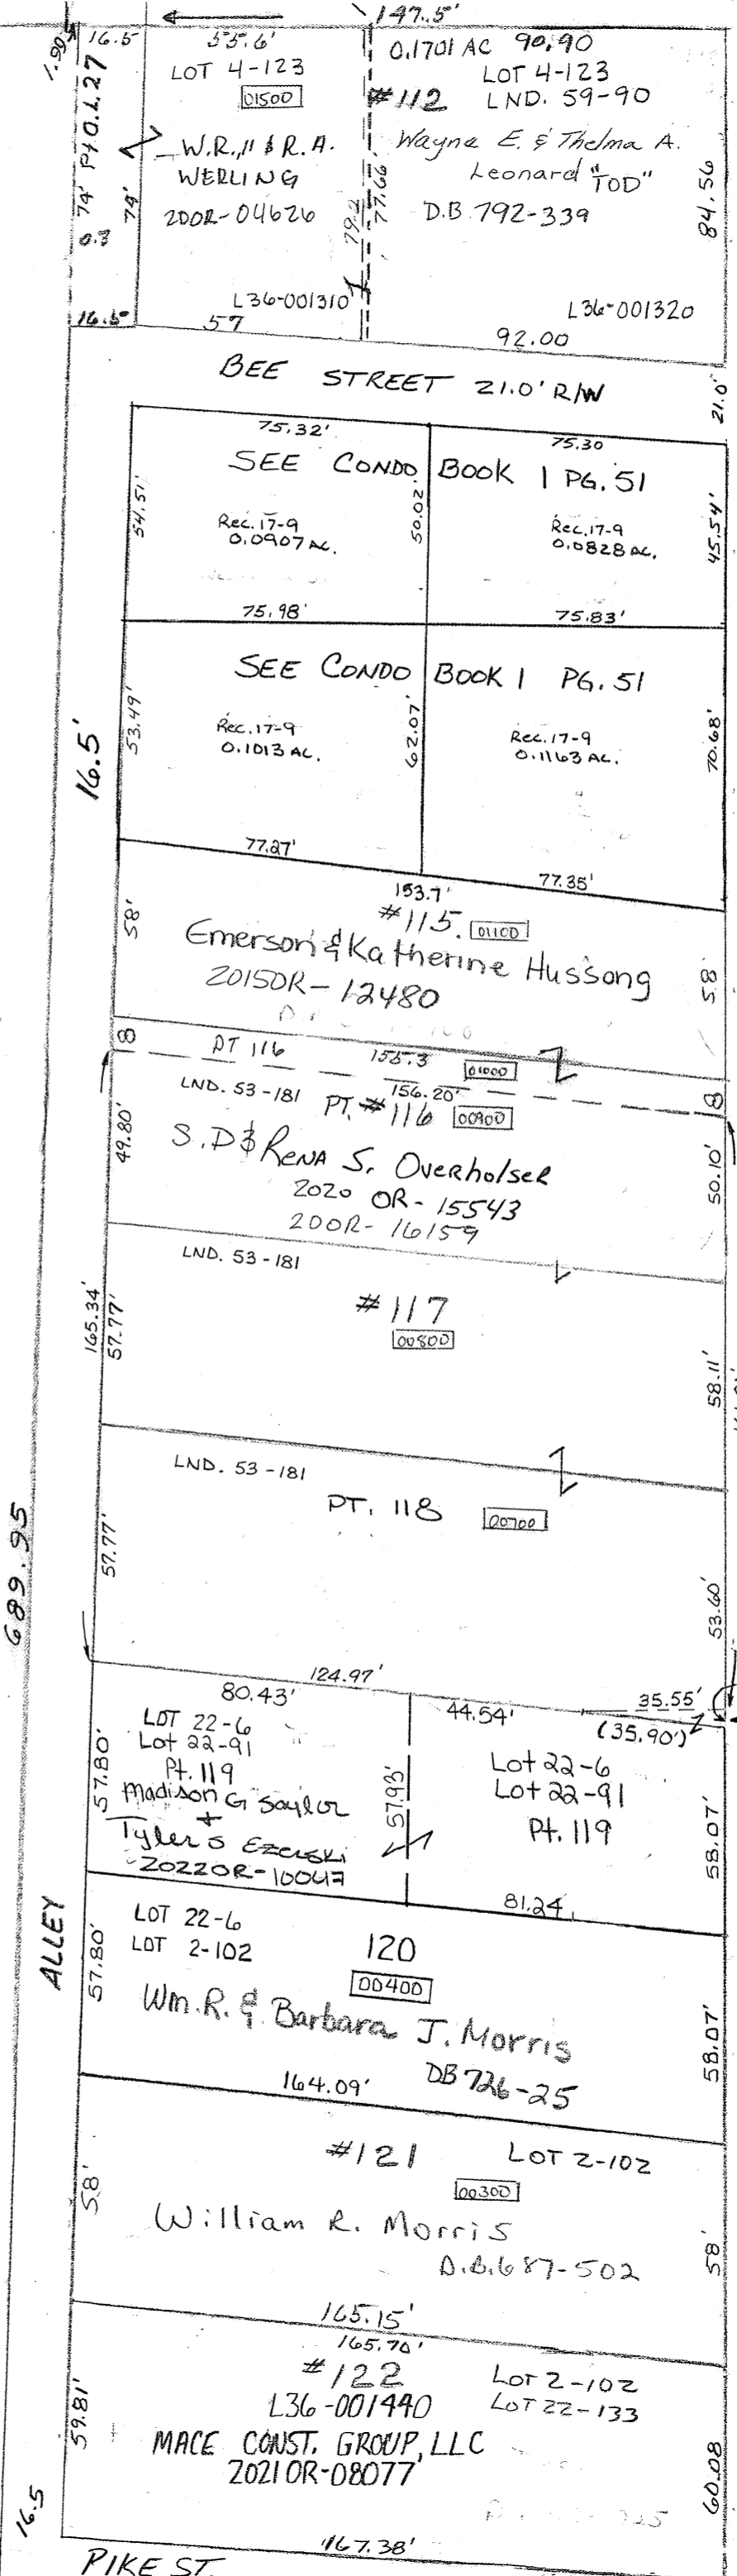 147.5'
1.90
16.5
55.6'
0.1701 AC 90.90
LOT 4-123
LOT 4-123
01500
#112 LND. 59-90
74' Pt O.L.27
0.3
74'
W.R., II & R.A.
WERLING
200R-04626
Wayne E. & Thelma A.
Leonard "TOD"
D.B. 792-339
79.2
77.66'
84.56
L36-001310
L36-001320
16.5'
57
92.00
BEE STREET 21.0' R/W
21.0'
75.32'
75.30
SEE CONDO BOOK 1 PG. 51
54.51'
Rec. 17-9
0.0907 AC.
50.02'
Rec. 17-9
0.0828 AC.
45.54'
75.98'
75.83'
SEE CONDO BOOK 1 PG. 51
53.49'
Rec. 17-9
0.1013 AC.
62.07'
Rec. 17-9
0.1163 AC.
70.68'
16.5'
77.27'
77.35'
153.7'
#115. 01100
58'
Emerson & Katherine Hussong
2015OR-12480
58'
18
PT 116
155.3
01000
18
LND. 53-181
156.20'
PT. #116 00900
49.80'
S.D & RENA S. Overholser
2020 OR-15543
200R-16159
50.10'
LND. 53-181
#117
00800
165.34'
57.77'
58.11'
LND. 53-181
PT. 118 00700
57.77'
53.60'
689.95
124.97'
80.43'
44.54'
35.55'
(35.90')
LOT 22-6
Lot 22-91
Pt. 119
Madison G Saylor
+
Tyler S Ezerski
2022OR-10047
57.80'
57.93'
Lot 22-6
Lot 22-91
Pt. 119
58.07'
81.24
ALLEY
LOT 22-6
LOT 2-102
120
00400
57.80'
Wm. R. & Barbara J. Morris
DB 726-25
58.07'
164.09'
#121 LOT 2-102
00300
58'
William R. Morris
D.B. 687-502
58'
165.15'
165.70'
#122 LOT 2-102
L36-001440 LOT 22-133
MACE CONST. GROUP, LLC
2021OR-08077
59.81'
60.08
16.5
167.38'
PIKE ST.